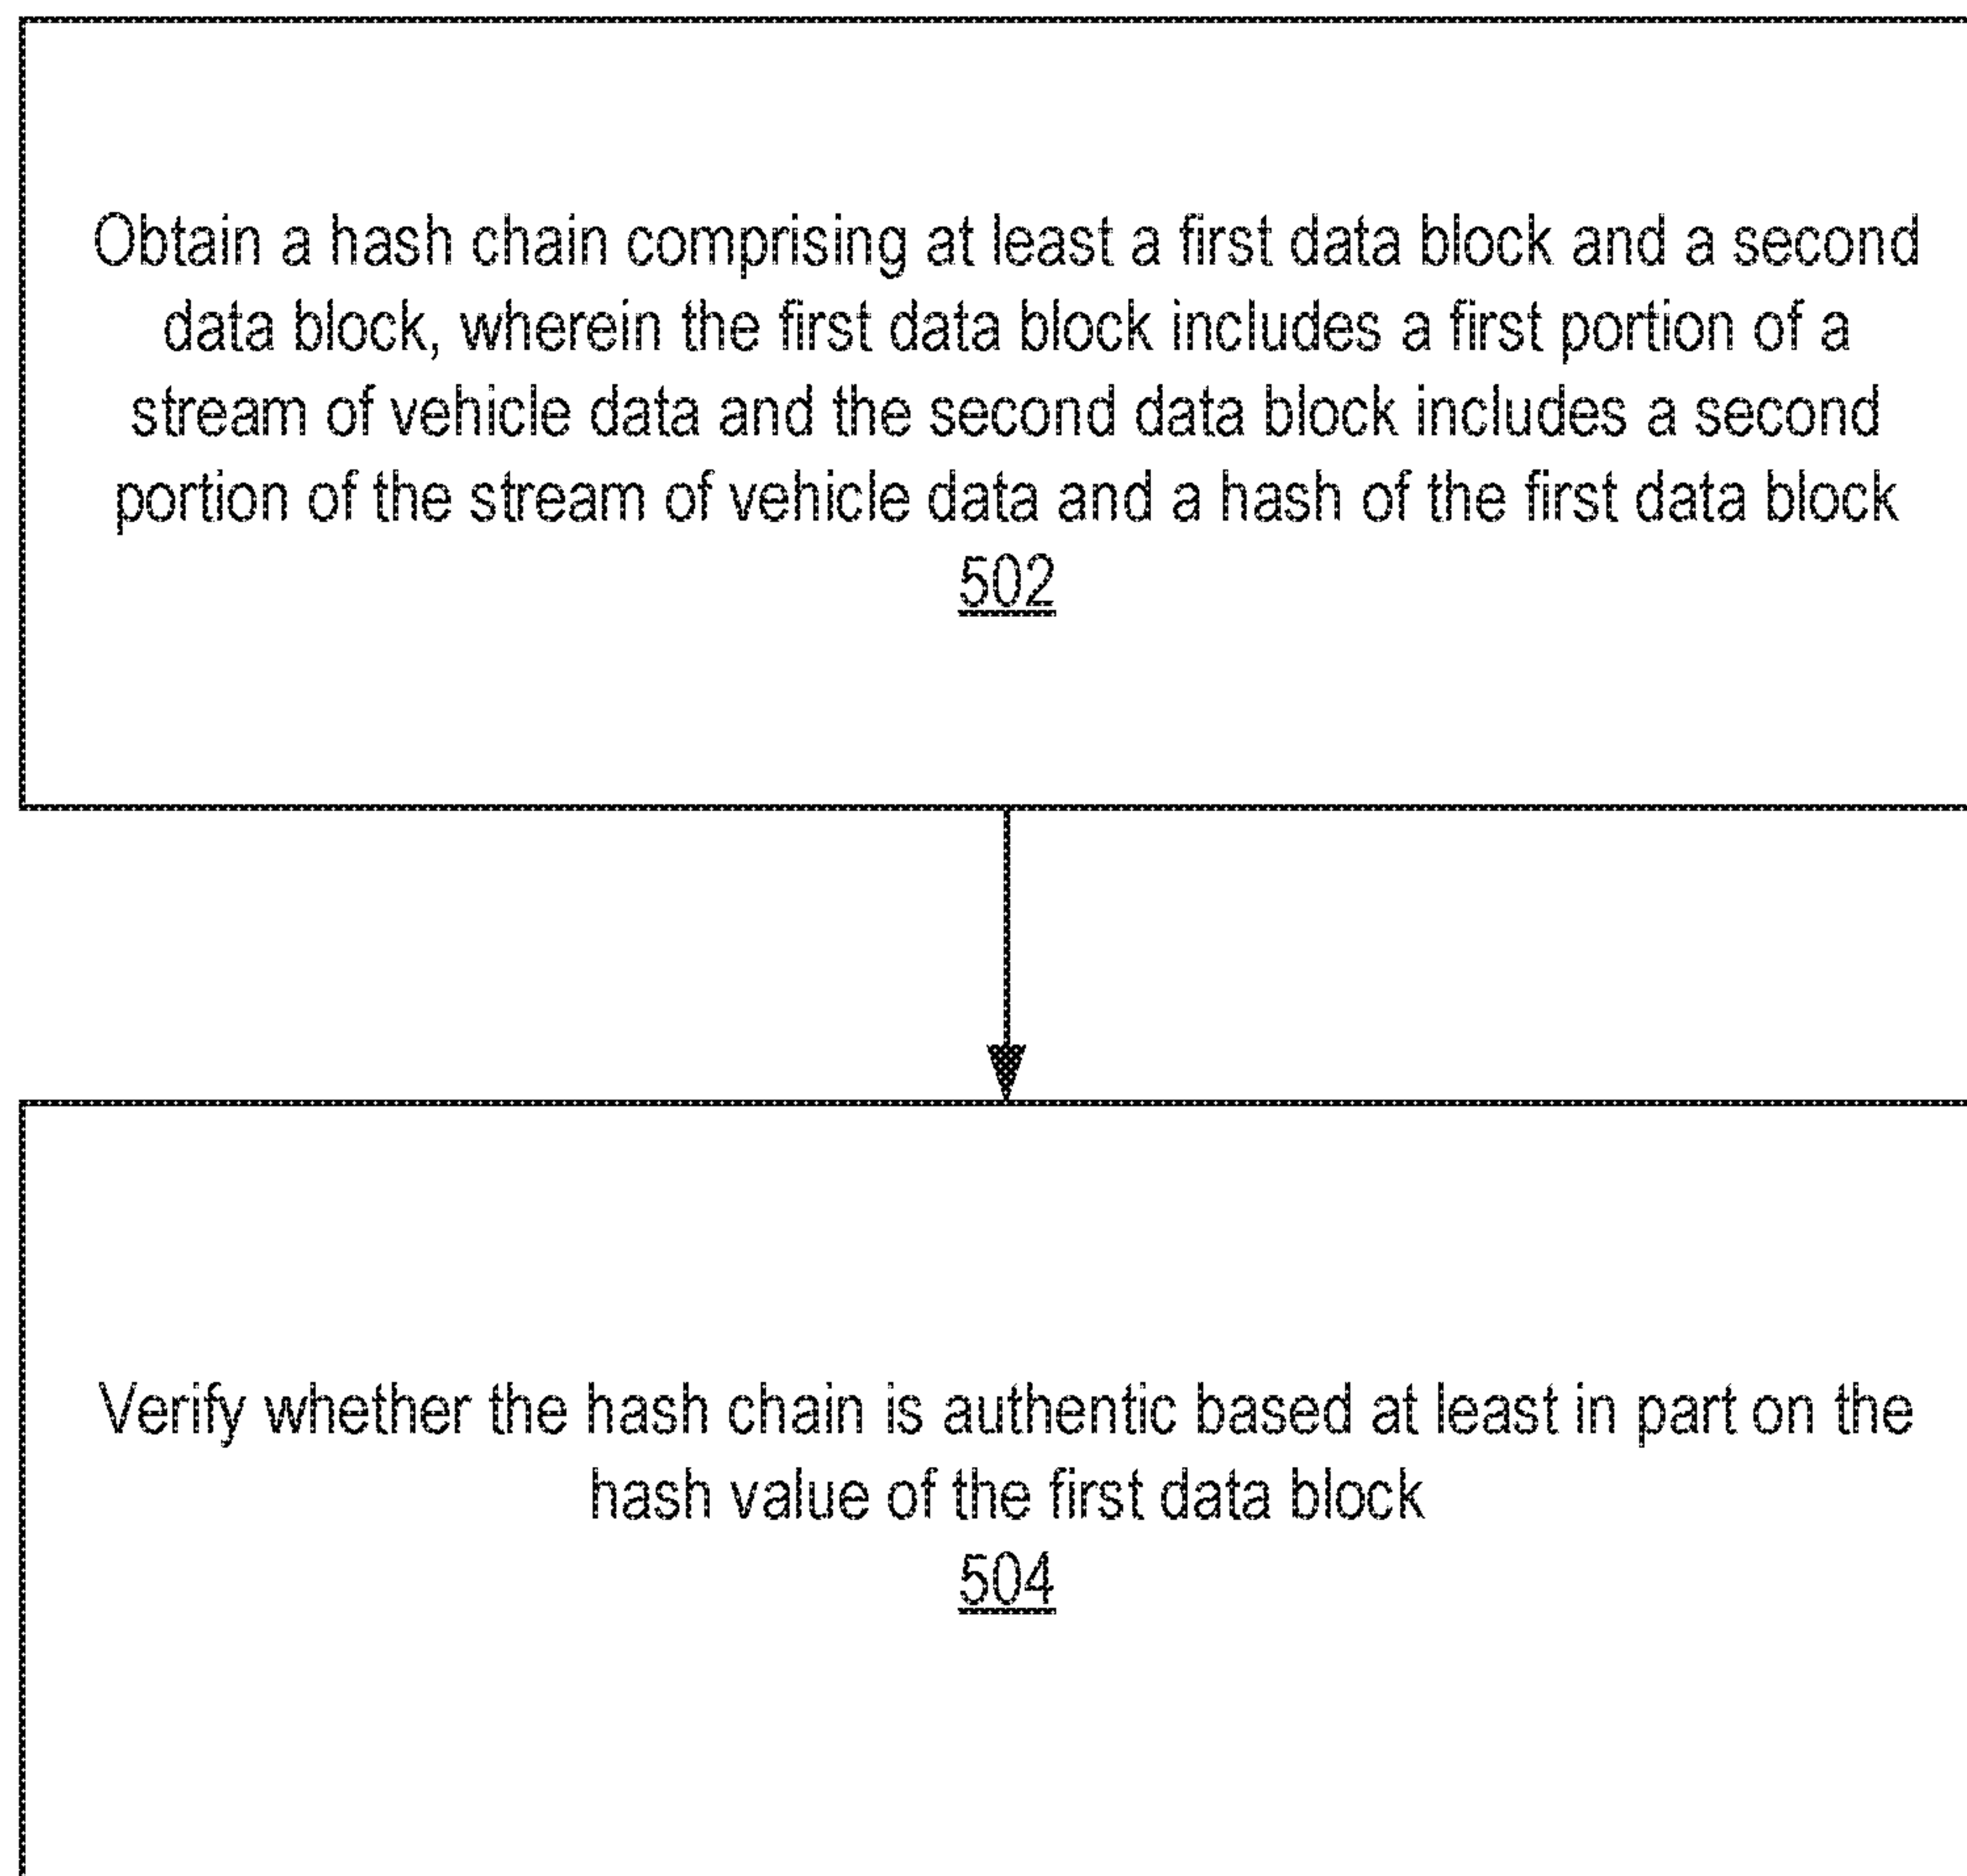 Obtain a hash chain comprising at least a first data block and a second
data block, wherein the first data block includes a first portion of a
stream of vehicle data and the second data block includes a second
portion of the stream of vehicle data and a hash of the first data block
502
Verify whether the hash chain is authentic based at least in part on the
hash value of the first data block
504